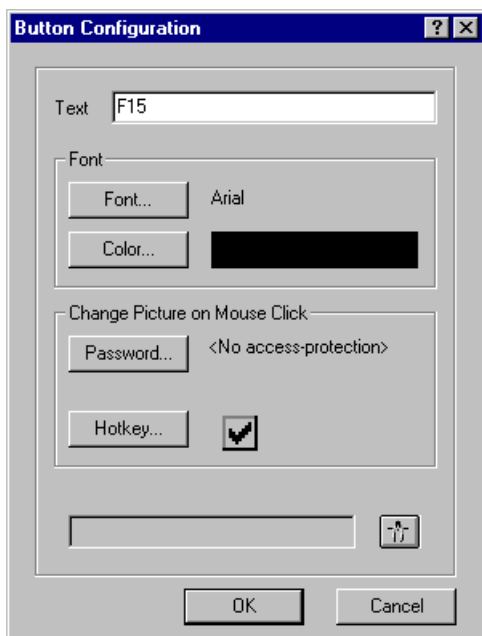 Button Configuration
Text F15
Font
Font... Arial
Color...
Change Picture on Mouse Click
Password... <No access-protection>
Hotkey...
OK Cancel